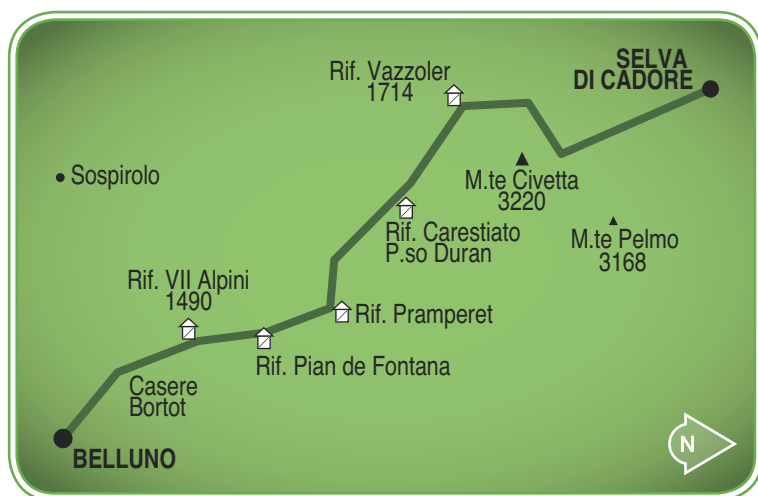 SELVA
DI CADORE
Rif. Vazzoler
1714
Sospirolo
M.te Civetta
3220
Rif. Carestiato
P.so Duran
M.te Pelmo
3168
Rif. VII Alpini
1490
Rif. Pramperet
Rif. Pian de Fontana
Casere
Bortot
BELLUNO
N